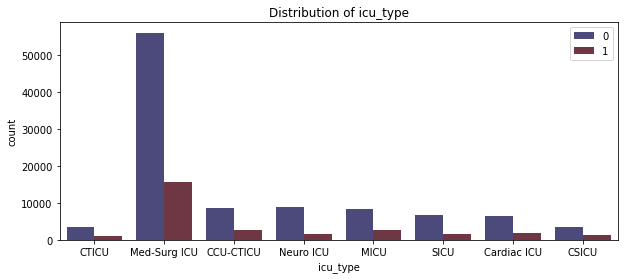 Distribution of icu_type
0
1
count
50000
40000
30000
20000
10000
0
CTICU Med-Surg ICU CCU-CTICU Neuro ICU MICU SICU Cardiac ICU CSICU
icu_type